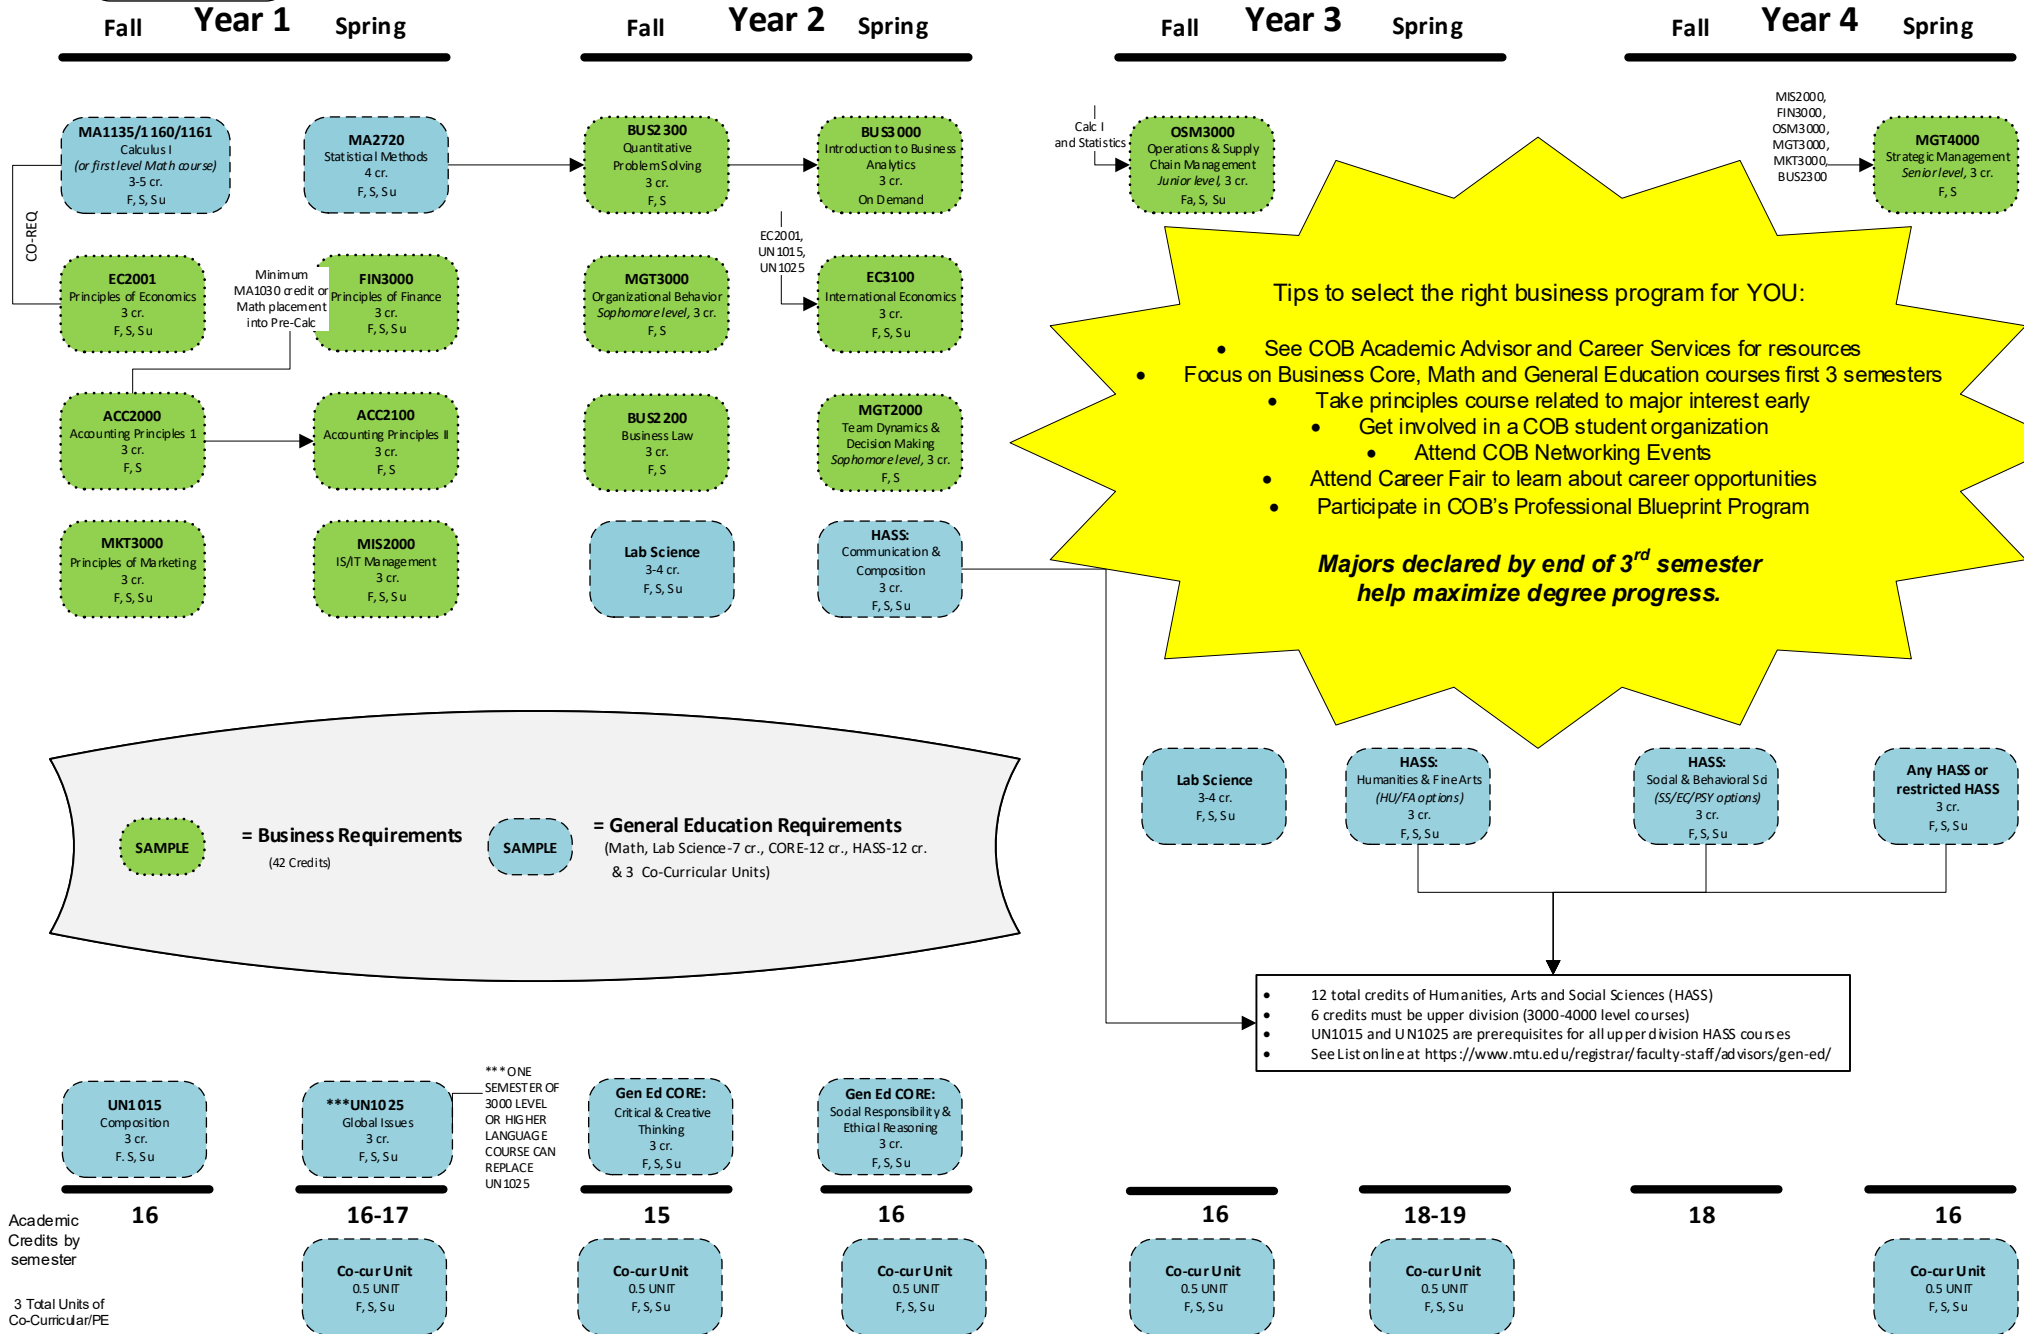 Year 1
Fall
Spring
Year 2
Fall
Spring
Year 3
Fall
Spring
Year 4
Fall
Spring
MA1135/1160/1161
Calculus I
(or first level Math course)
3-5 cr.
F, S, Su
MA2720
Statistical Methods
4 cr.
F, S, Su
BUS2300
Quantitative
Problem Solving
3 cr.
F, S
BUS3000
Introduction to Business
Analytics
3 cr.
On Demand
Calc I
and Statistics
OSM3000
Operations & Supply
Chain Management
Junior level, 3 cr.
Fa, S, Su
MIS2000,
FIN3000,
OSM3000,
MGT3000,
MKT3000,
BUS2300
MGT4000
Strategic Management
Senior level, 3 cr.
F, S
CO-REQ
EC2001
Principles of Economics
3 cr.
F, S, Su
Minimum
MA1030 credit or
Math placement
into Pre-Calc
FIN3000
Principles of Finance
3 cr.
F, S, Su
MGT3000
Organizational Behavior
Sophomore level, 3 cr.
F, S
EC2001,
UN1015,
UN1025
EC3100
International Economics
3 cr.
F, S, Su
ACC2000
Accounting Principles 1
3 cr.
F, S
ACC2100
Accounting Principles II
3 cr.
F, S
BUS2200
Business Law
3 cr.
F, S
MGT2000
Team Dynamics &
Decision Making
Sophomore level, 3 cr.
F, S
MKT3000
Principles of Marketing
3 cr.
F, S, Su
MIS2000
IS/IT Management
3 cr.
F, S, Su
Lab Science
3-4 cr.
F, S, Su
HASS:
Communication &
Composition
3 cr.
F, S, Su
Tips to select the right business program for YOU:
• See COB Academic Advisor and Career Services for resources
• Focus on Business Core, Math and General Education courses first 3 semesters
• Take principles course related to major interest early
• Get involved in a COB student organization
• Attend COB Networking Events
• Attend Career Fair to learn about career opportunities
• Participate in COB's Professional Blueprint Program
Majors declared by end of 3rd semester
help maximize degree progress.
SAMPLE
= Business Requirements
(42 Credits)
SAMPLE
= General Education Requirements
(Math, Lab Science-7 cr., CORE-12 cr., HASS-12 cr.
& 3 Co-Curricular Units)
Lab Science
3-4 cr.
F, S, Su
HASS:
Humanities & Fine Arts
(HU/FA options)
3 cr.
F, S, Su
HASS:
Social & Behavioral Sci
(SS/EC/PSY options)
3 cr.
F, S, Su
Any HASS or
restricted HASS
3 cr.
F, S, Su
• 12 total credits of Humanities, Arts and Social Sciences (HASS)
• 6 credits must be upper division (3000-4000 level courses)
• UN1015 and UN1025 are prerequisites for all upper division HASS courses
• See List online at https://www.mtu.edu/registrar/faculty-staff/advisors/gen-ed/
UN1015
Composition
3 cr.
F. S, Su
***UN1025
Global Issues
3 cr.
F, S, Su
*** ONE
SEMESTER OF
3000 LEVEL
OR HIGHER
LANGUAGE
COURSE CAN
REPLACE
UN1025
Gen Ed CORE:
Critical & Creative
Thinking
3 cr.
F, S, Su
Gen Ed CORE:
Social Responsibility &
Ethical Reasoning
3 cr.
F, S, Su
Academic
Credits by
semester
16
16-17
15
16
16
18-19
18
16
3 Total Units of
Co-Curricular/PE
Co-cur Unit
0.5 UNIT
F, S, Su
Co-cur Unit
0.5 UNIT
F, S, Su
Co-cur Unit
0.5 UNIT
F, S, Su
Co-cur Unit
0.5 UNIT
F, S, Su
Co-cur Unit
0.5 UNIT
F, S, Su
Co-cur Unit
0.5 UNIT
F, S, Su